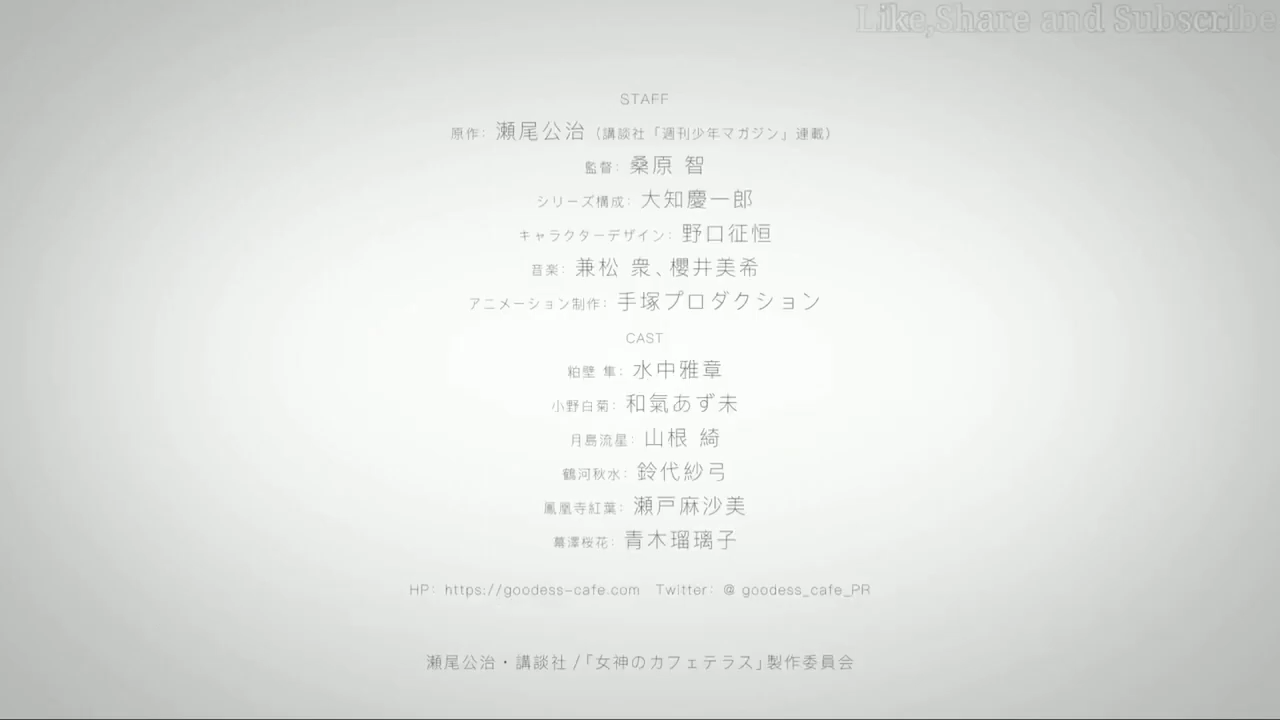 Like,Share and Subscribe
STAFF
原作: 瀬尾公治 (講談社「週刊少年マガジン」連載)
監督: 桑原 智
シリーズ構成: 大知慶一郎
キャラクターデザイン: 野口征恒
音楽: 兼松 衆、櫻井美希
アニメーション制作: 手塚プロダクション
CAST
粕壁 隼: 水中雅章
小野白菊: 和氣あず未
月島流星: 山根 綺
鶴河秋水: 鈴代紗弓
鳳凰寺紅葉: 瀬戸麻沙美
幕澤桜花: 青木瑠璃子
HP: https://goodess-cafe.com Twitter: @ goodess_cafe_PR
瀬尾公治・講談社 /「女神のカフェテラス」製作委員会